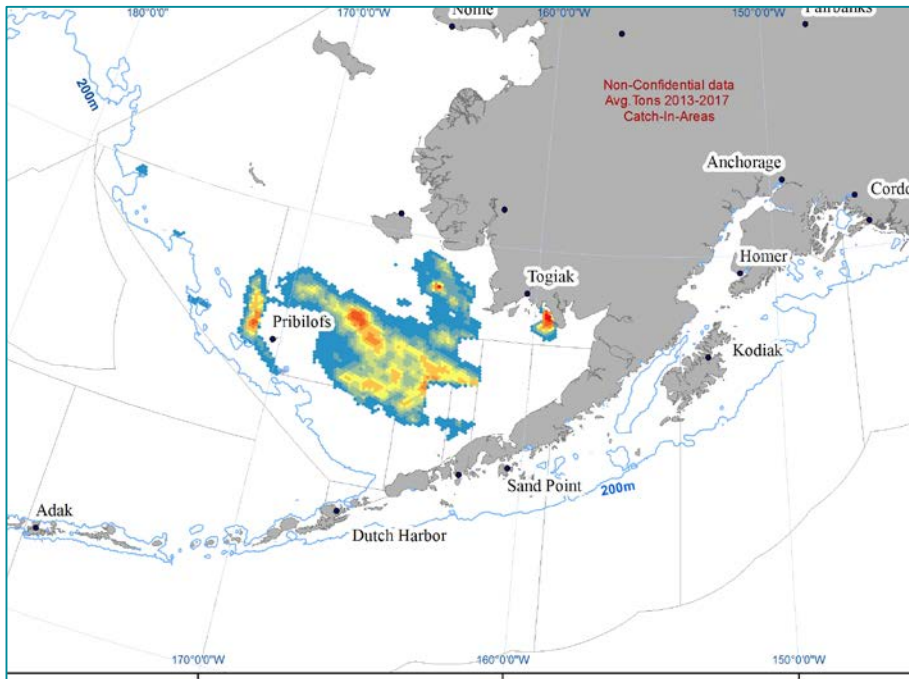 180°0'0"W
170°0'0"W
Nome
160°0'0"W
150°0'0"W
Fairbanks
200m
Non-Confidential data
Avg.Tons 2013-2017
Catch-In-Areas
Anchorage
Cordo
Homer
Togiak
Pribilofs
Kodiak
Sand Point
200m
Adak
Dutch Harbor
170°0'0"W
160°0'0"W
150°0'0"W